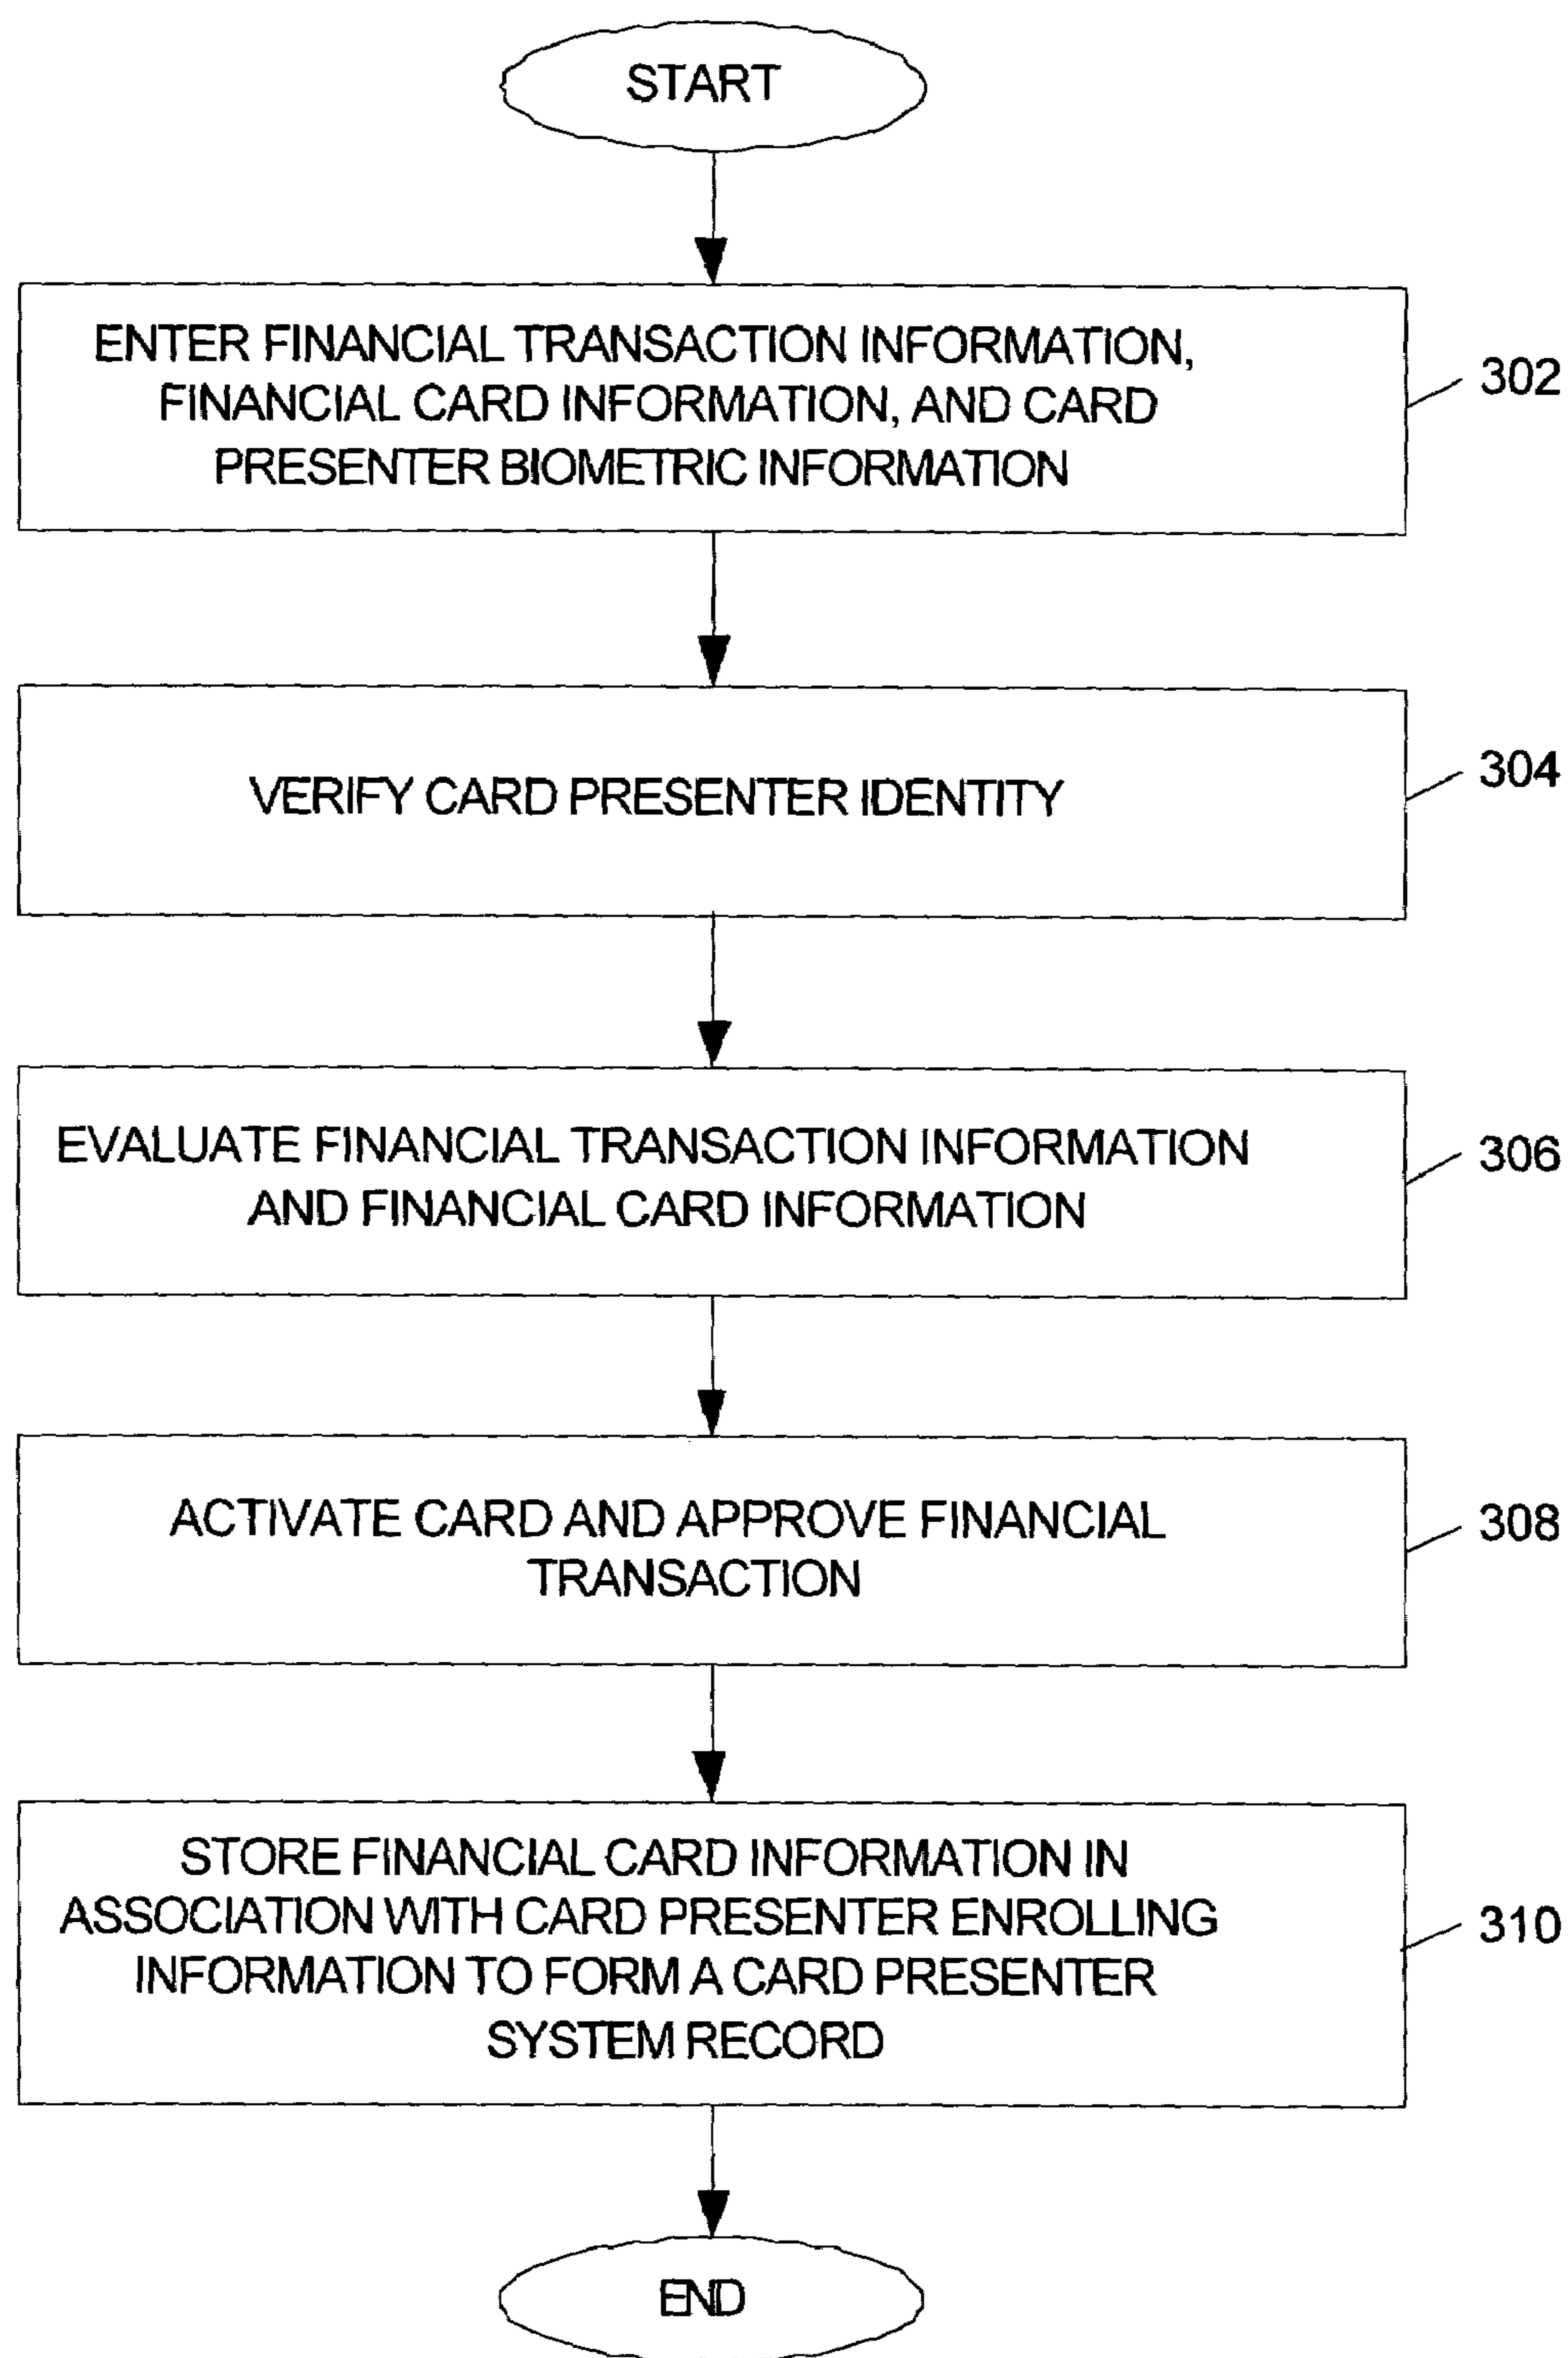 START
ENTER FINANCIAL TRANSACTION INFORMATION,
FINANCIAL CARD INFORMATION, AND CARD
PRESENTER BIOMETRIC INFORMATION
302
VERIFY CARD PRESENTER IDENTITY
304
EVALUATE FINANCIAL TRANSACTION INFORMATION
AND FINANCIAL CARD INFORMATION
306
ACTIVATE CARD AND APPROVE FINANCIAL
TRANSACTION
308
STORE FINANCIAL CARD INFORMATION IN
ASSOCIATION WITH CARD PRESENTER ENROLLING
INFORMATION TO FORM A CARD PRESENTER
SYSTEM RECORD
310
END